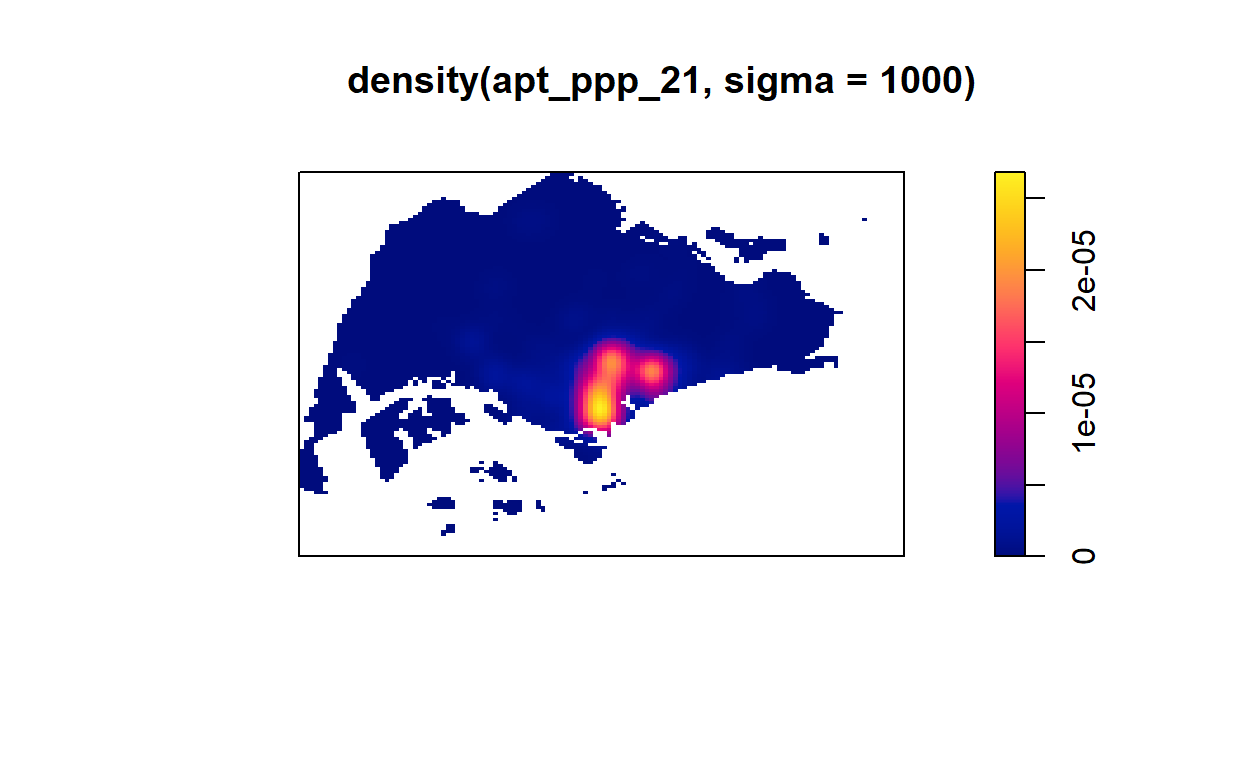 density(apt_ppp_21, sigma = 1000)
2e-05
1e-05
0